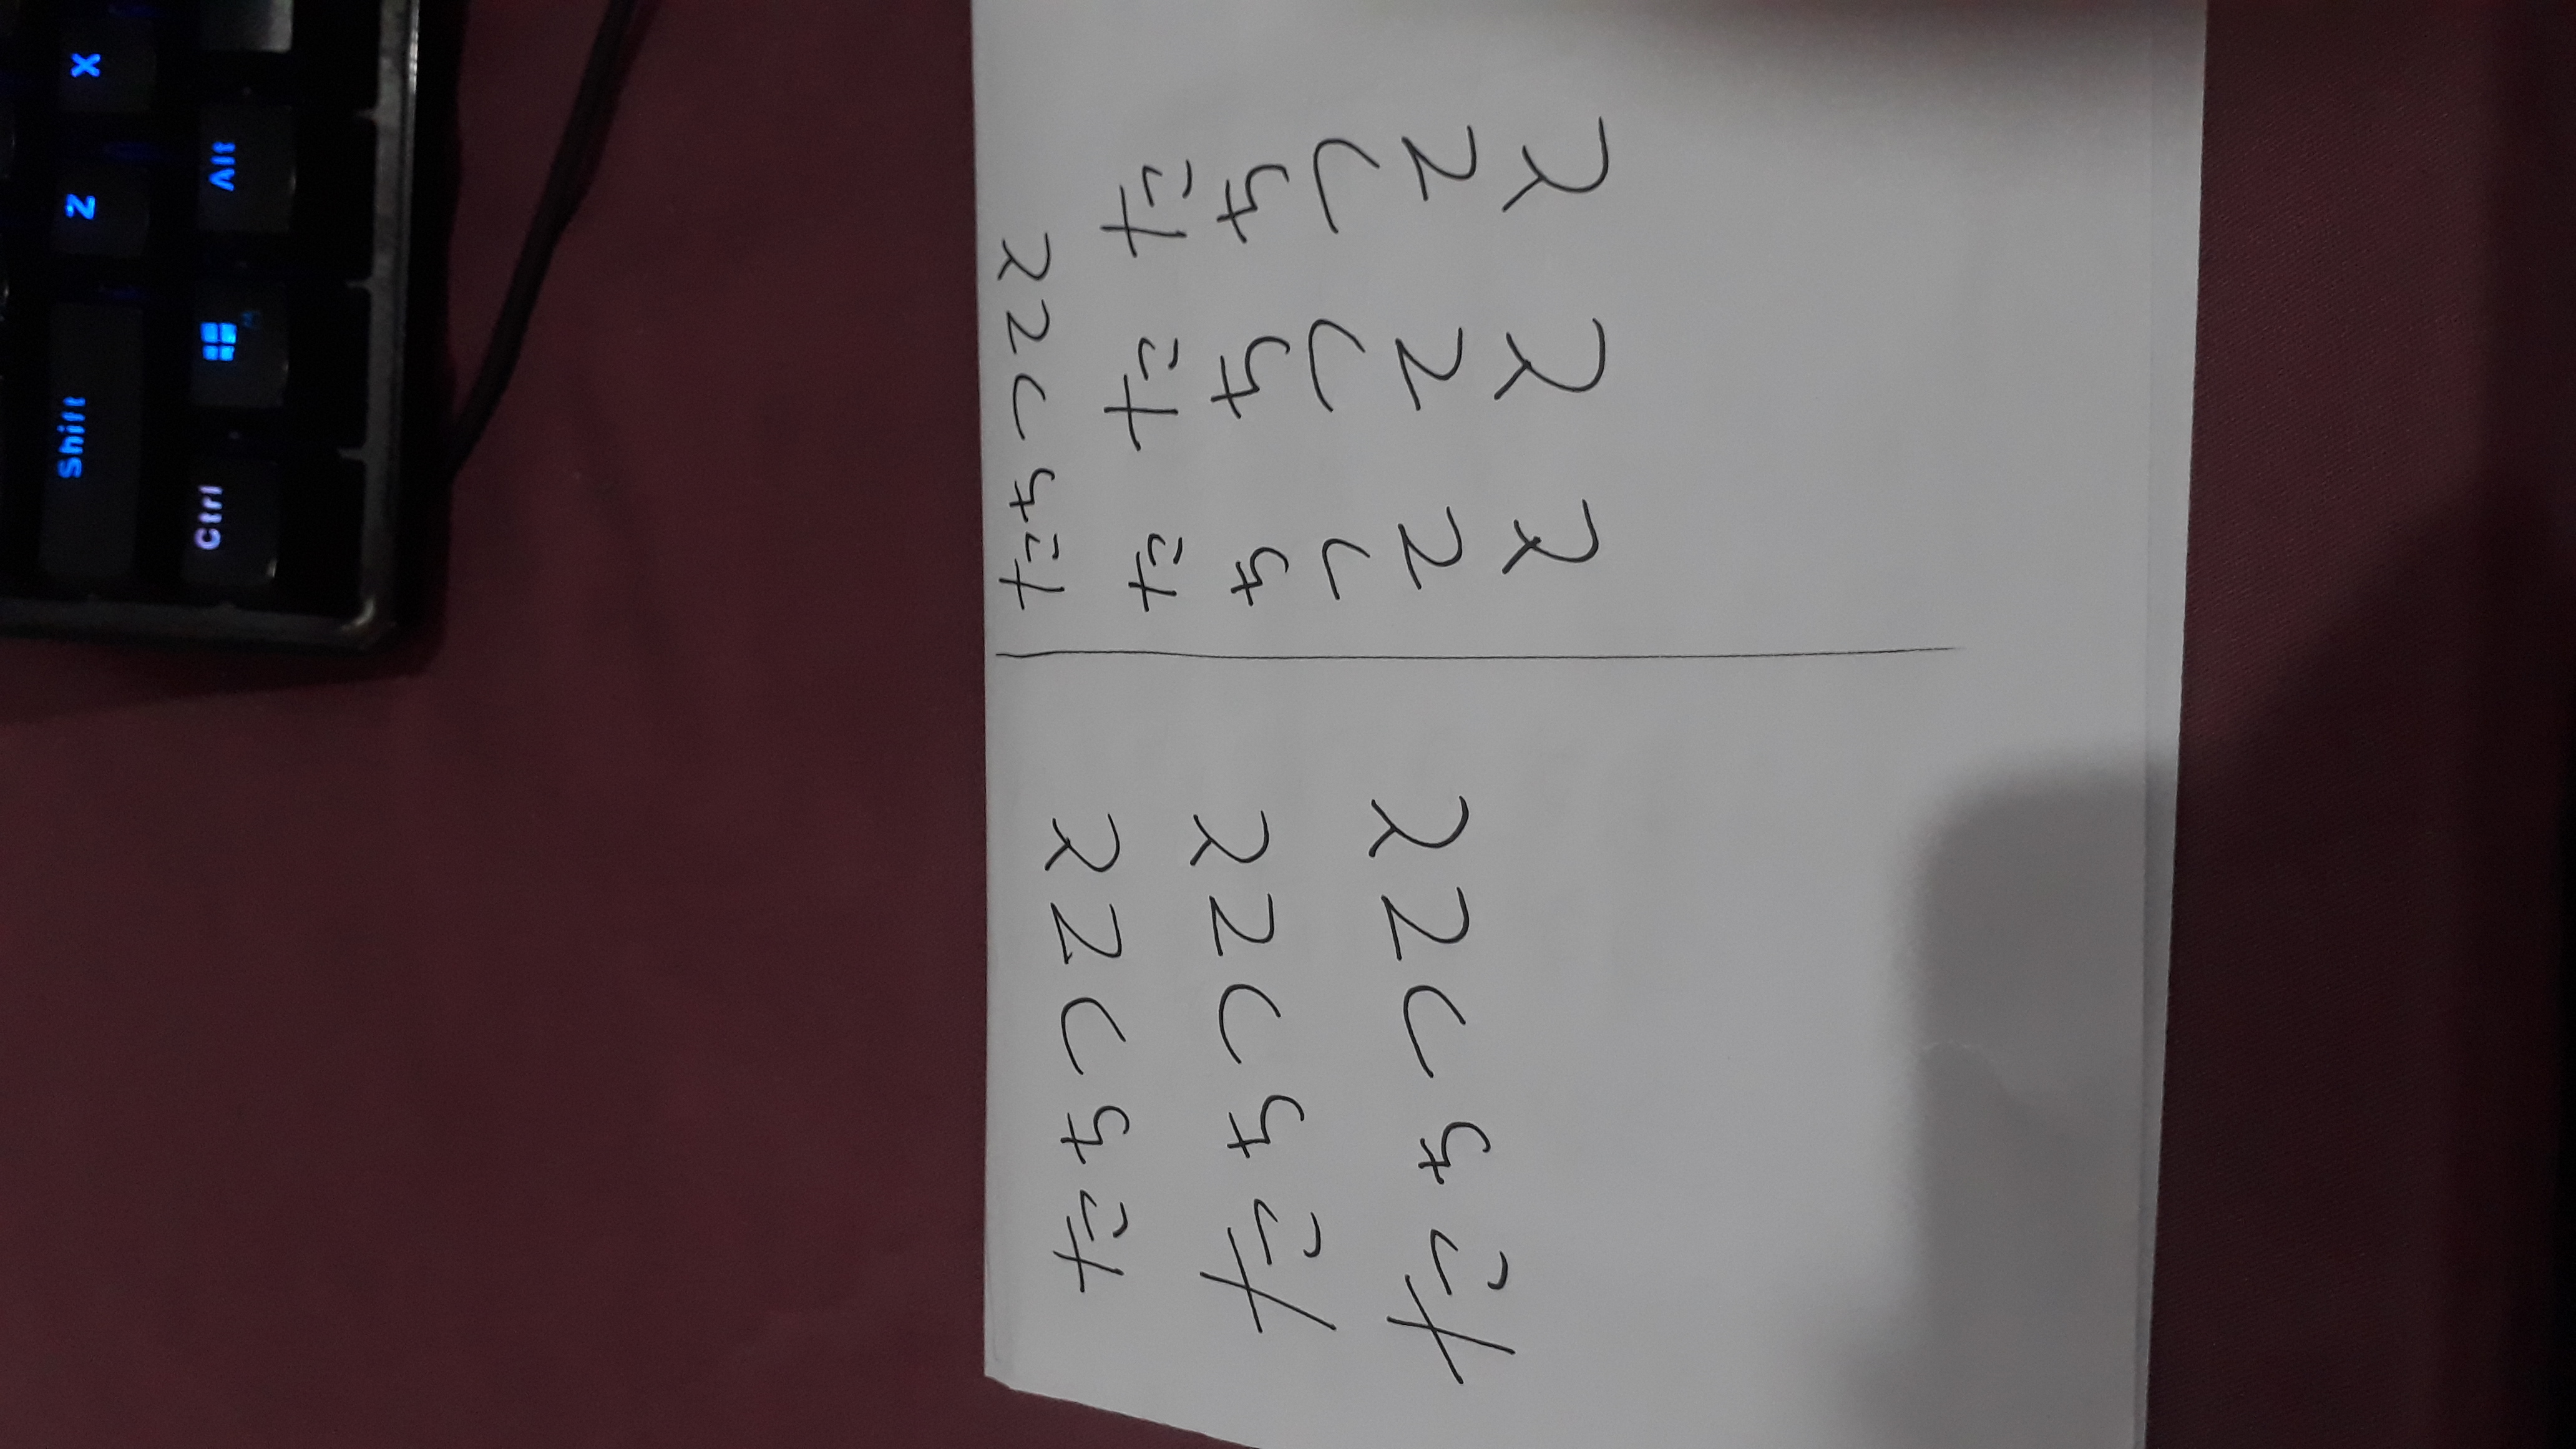 Shift Z X
Ctrl Alt
たちつてと
たちつてと
たちつてと
たちつてと
た た た
ち ち ち
つ つ つ
て て て
と と と